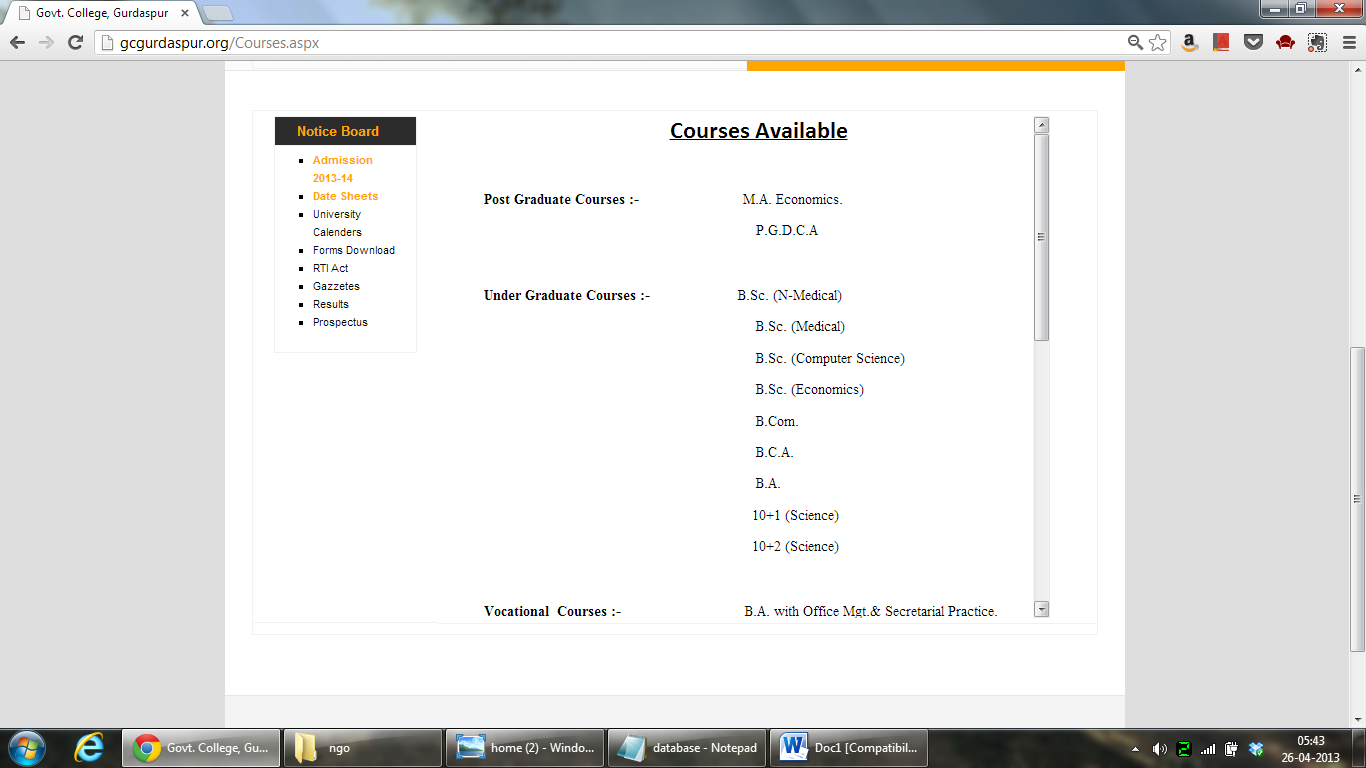 Govt. College, Gurdaspur
gcgurdaspur.org/Courses.aspx
Notice Board
Admission
2013-14
Date Sheets
University
Calenders
Forms Download
RTI Act
Gazzetes
Results
Prospectus
Courses Available
Post Graduate Courses :- M.A. Economics.
P.G.D.C.A
Under Graduate Courses :- B.Sc. (N-Medical)
B.Sc. (Medical)
B.Sc. (Computer Science)
B.Sc. (Economics)
B.Com.
B.C.A.
B.A.
10+1 (Science)
10+2 (Science)
Vocational Courses :- B.A. with Office Mgt.& Secretarial Practice.
Govt. College, Gu... ngo home (2) - Windo... database - Notepad Doc1 [Compatibil... 05:43
26-04-2013